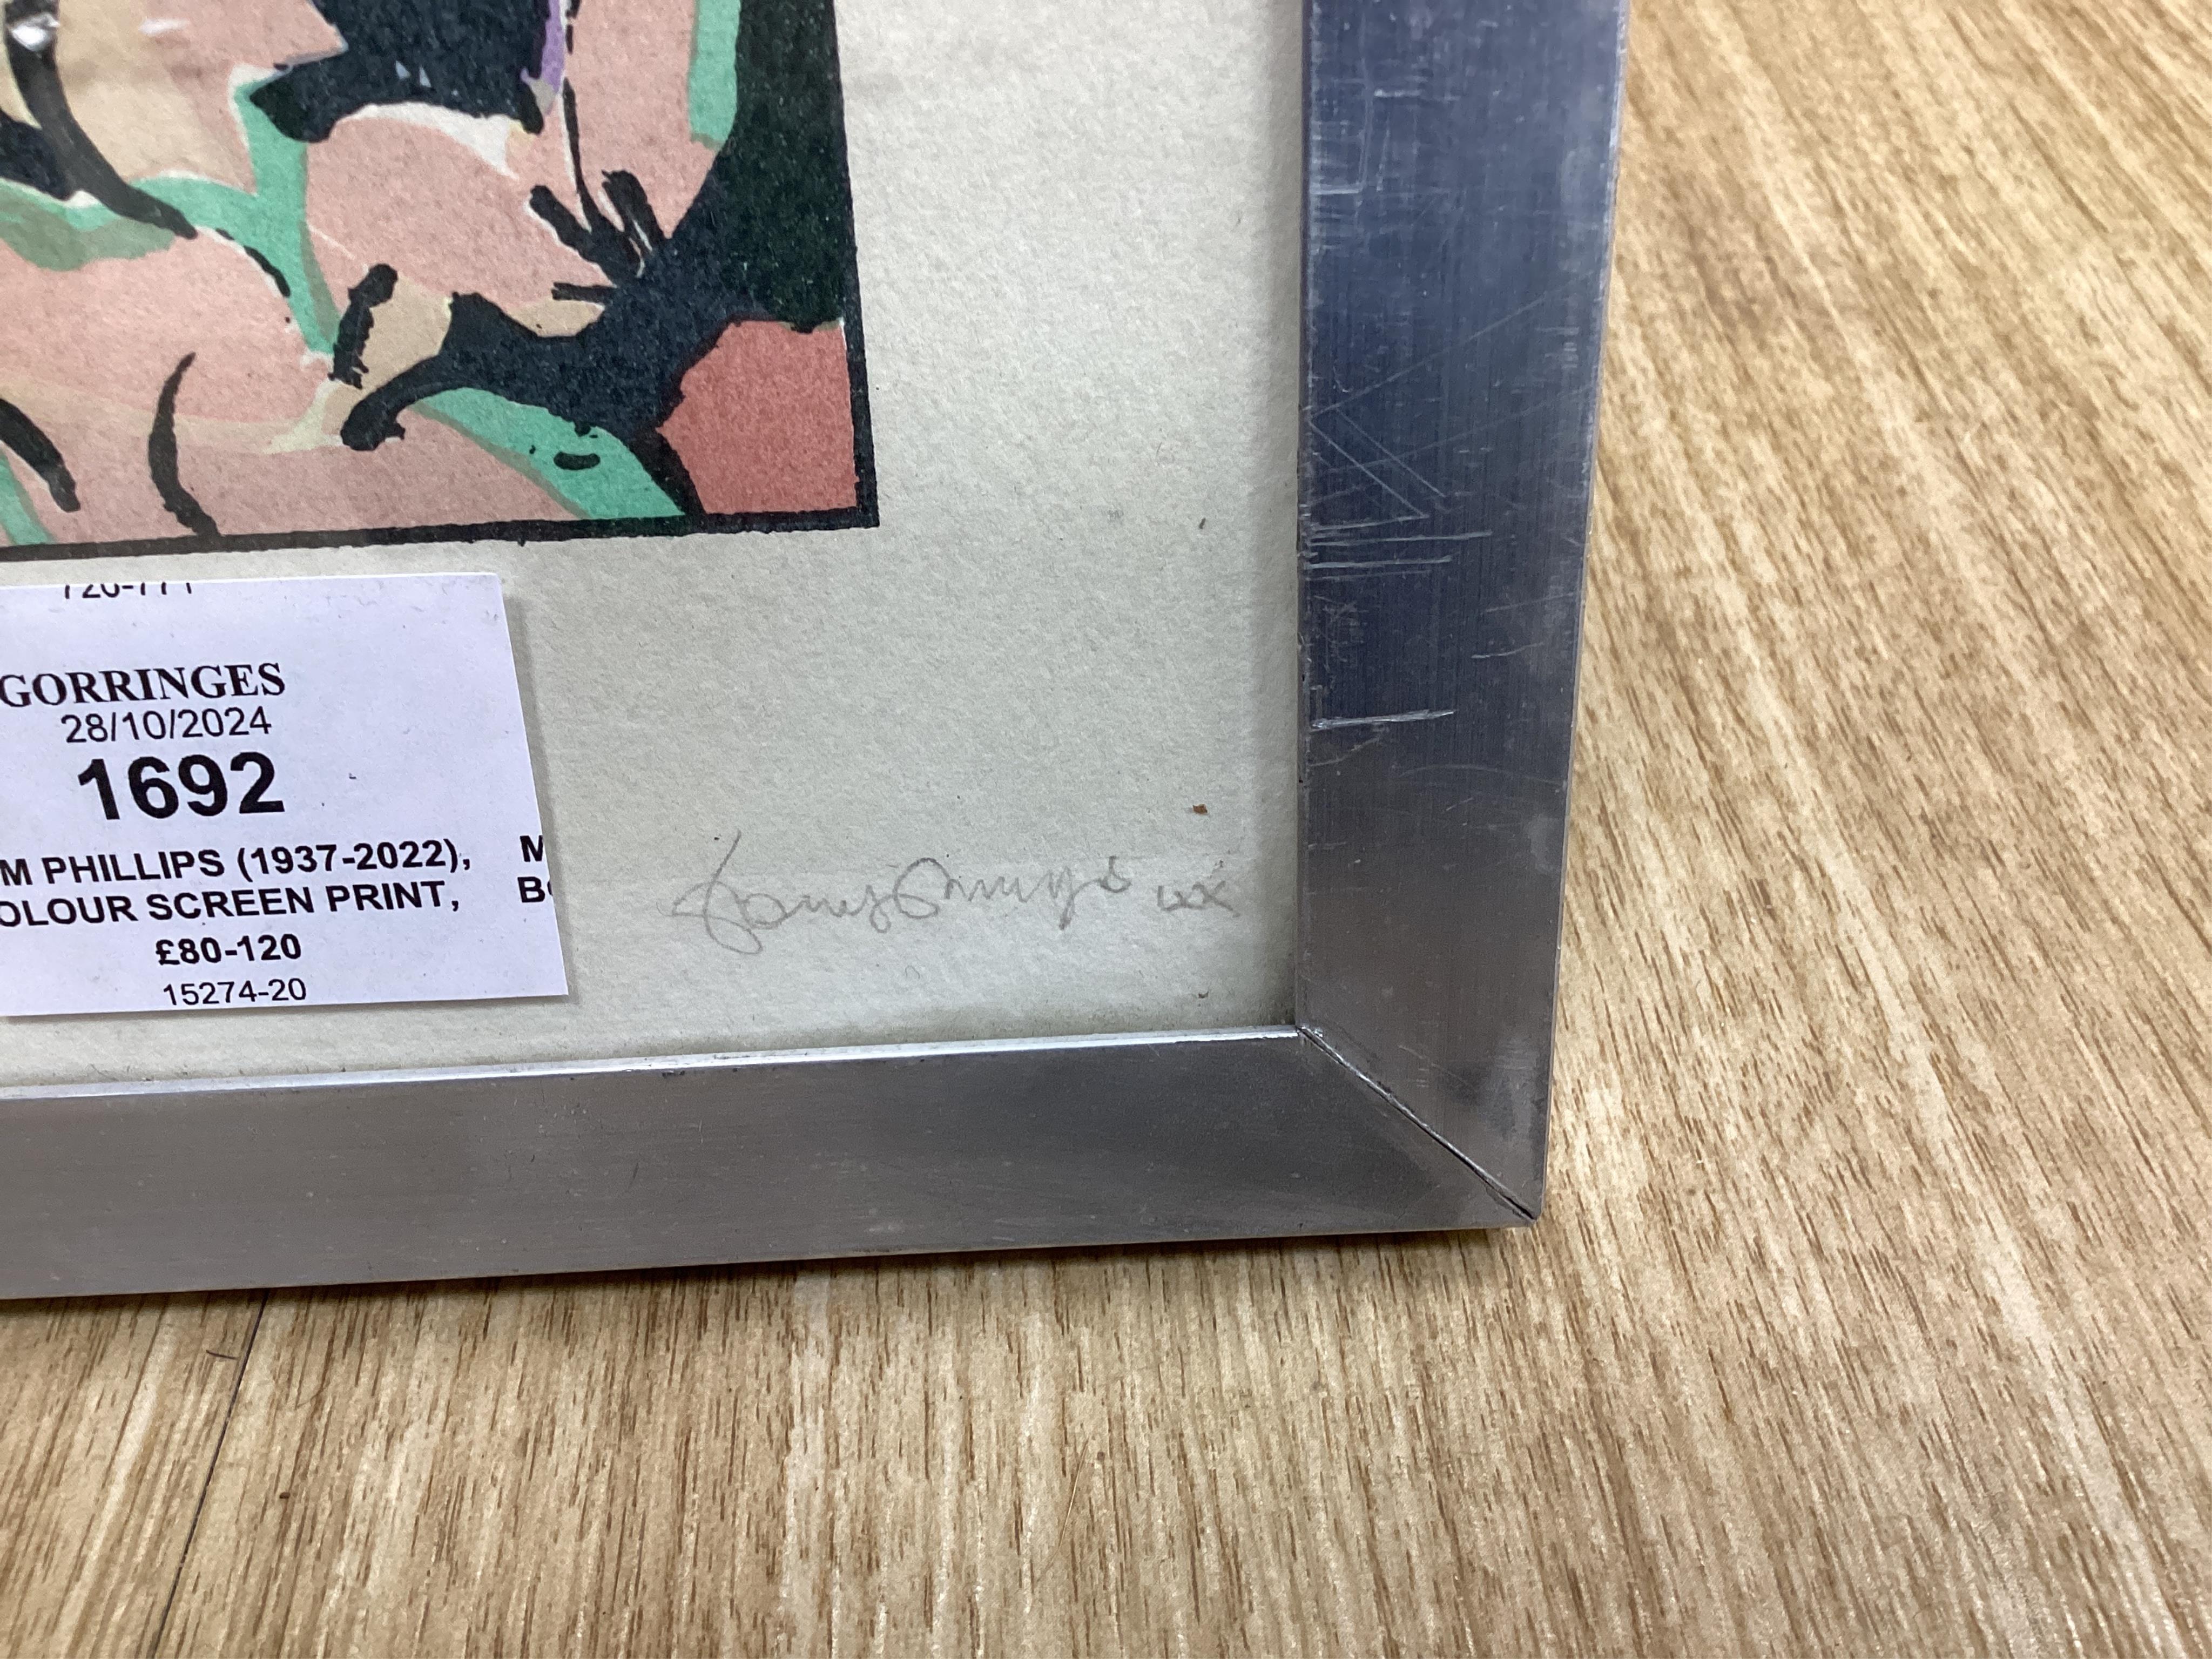 GORRINGES
28/10/2024
1692
M PHILLIPS (1937-2022), M
OLOUR SCREEN PRINT, B
£80-120
15274-20